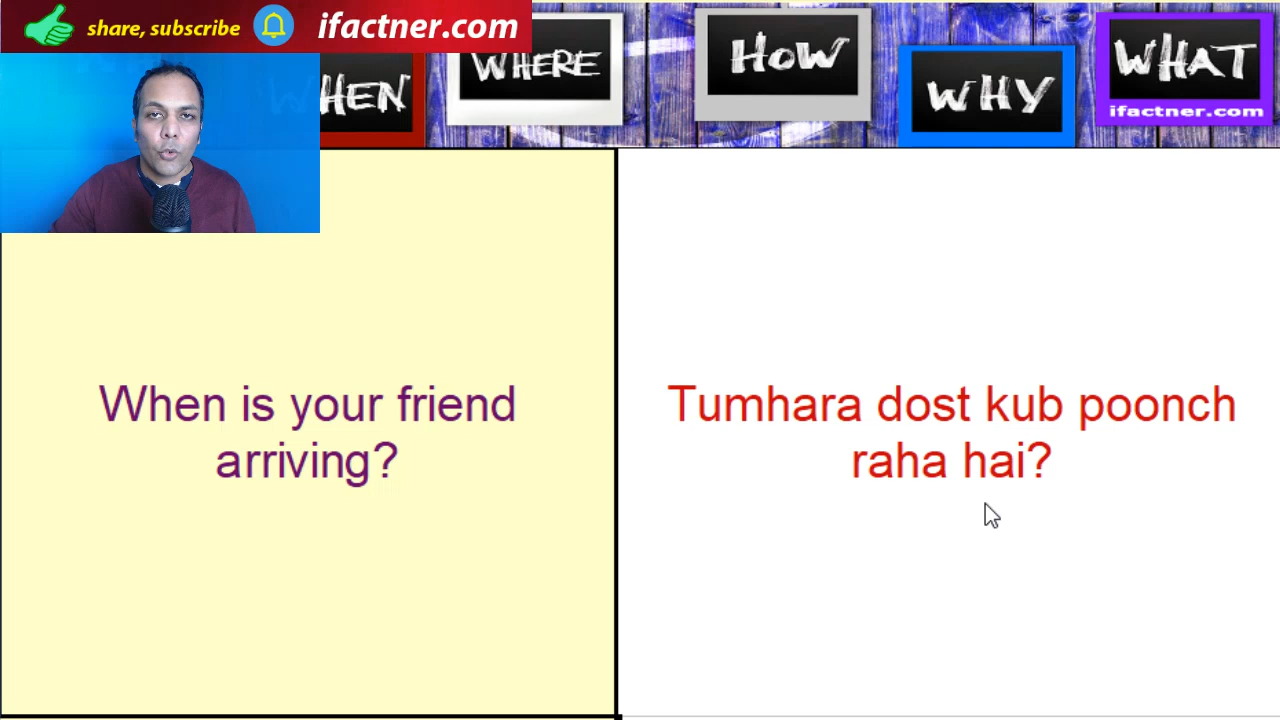 share, subscribe
ifactner.com
WHEN
WHERE
HOW
WHY
WHAT
ifactner.com
When is your friend
arriving?
Tumhara dost kub poonch
raha hai?